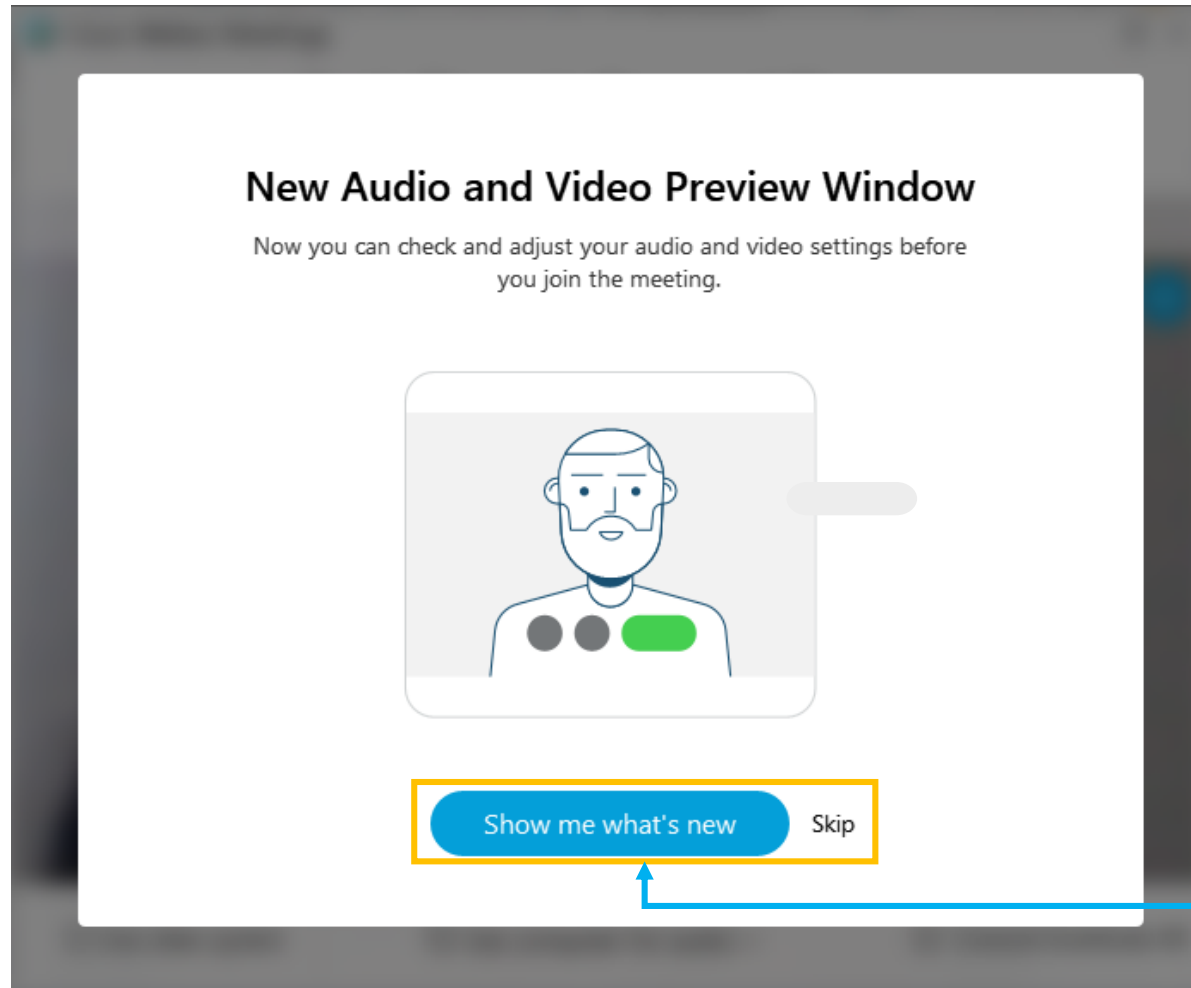 New Audio and Video Preview Window
Now you can check and adjust your audio and video settings before
you join the meeting.
Show me what's new
Skip